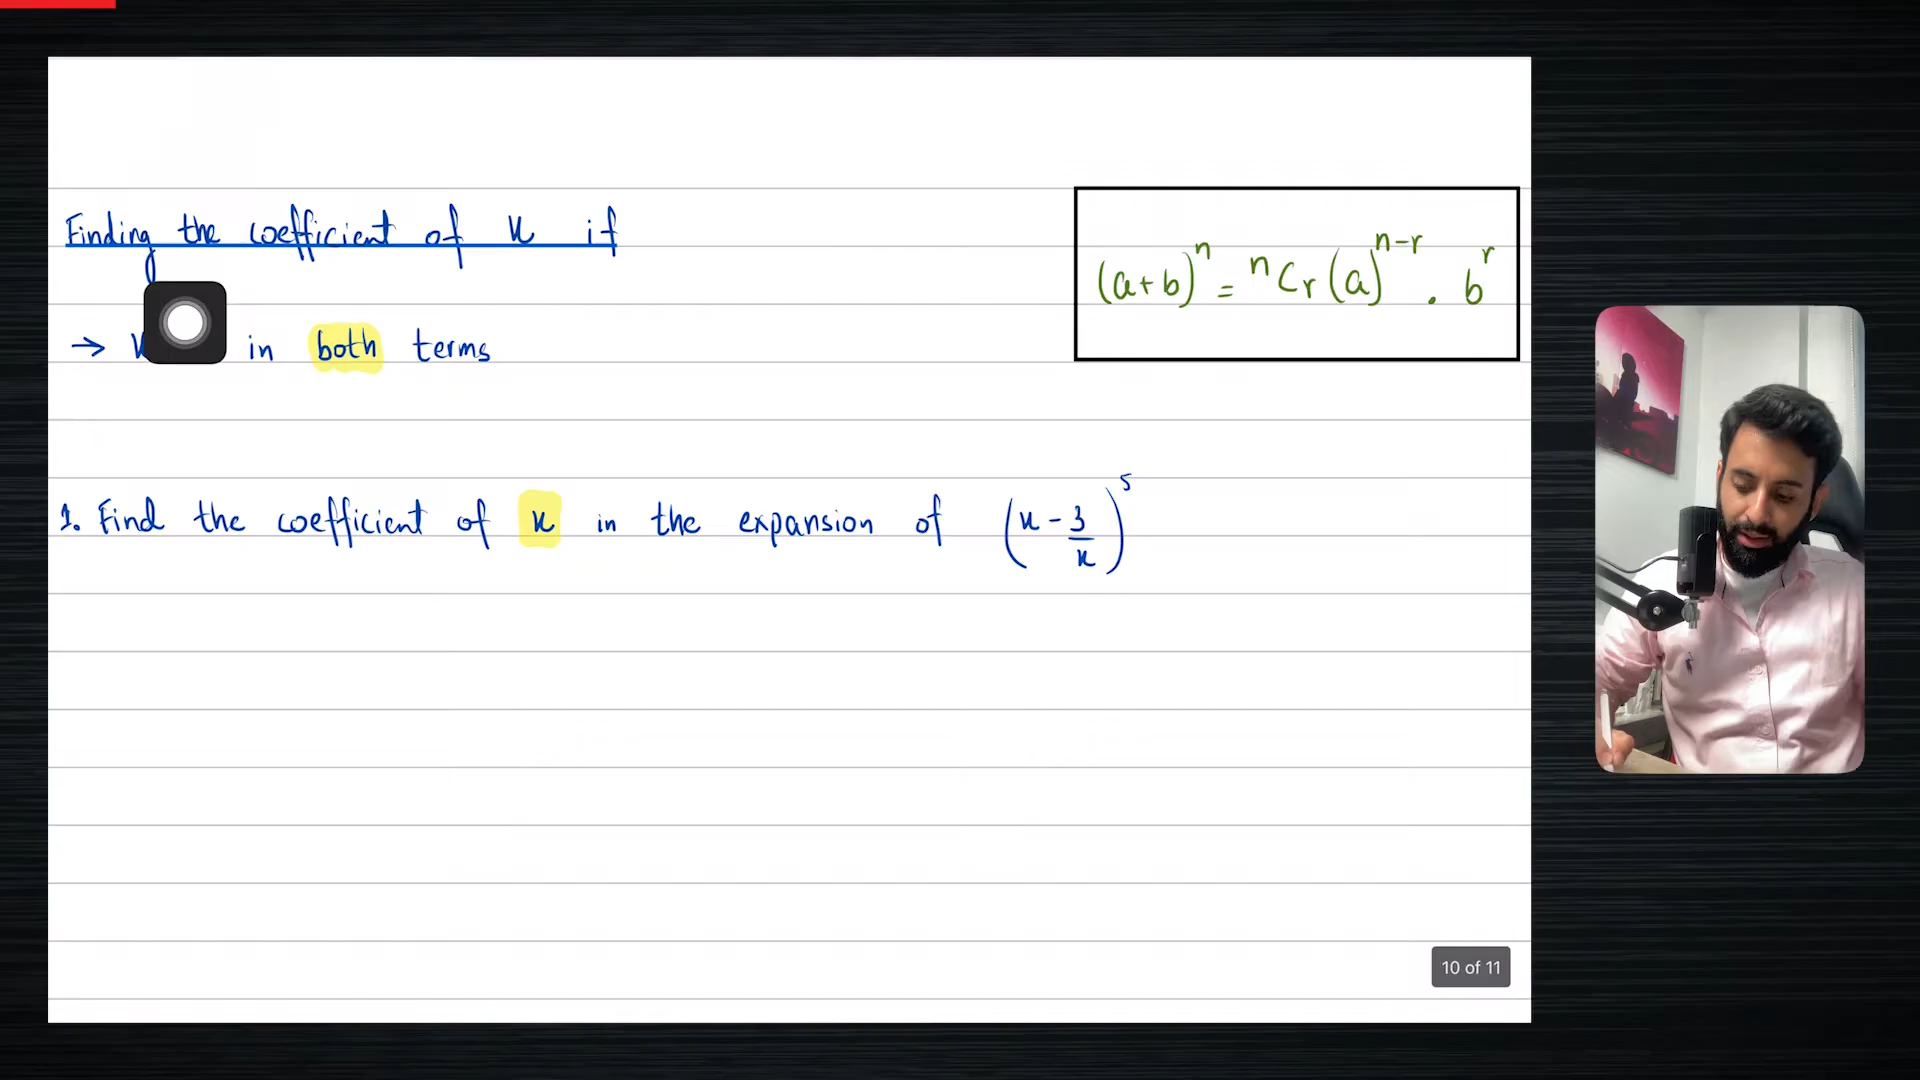 Finding the coefficient of x if
(a+b)^n = nCr (a)^{n-r} . b^r
→ in both terms
1. Find the coefficient of x in the expansion of (x - 3/x)^5
10 of 11